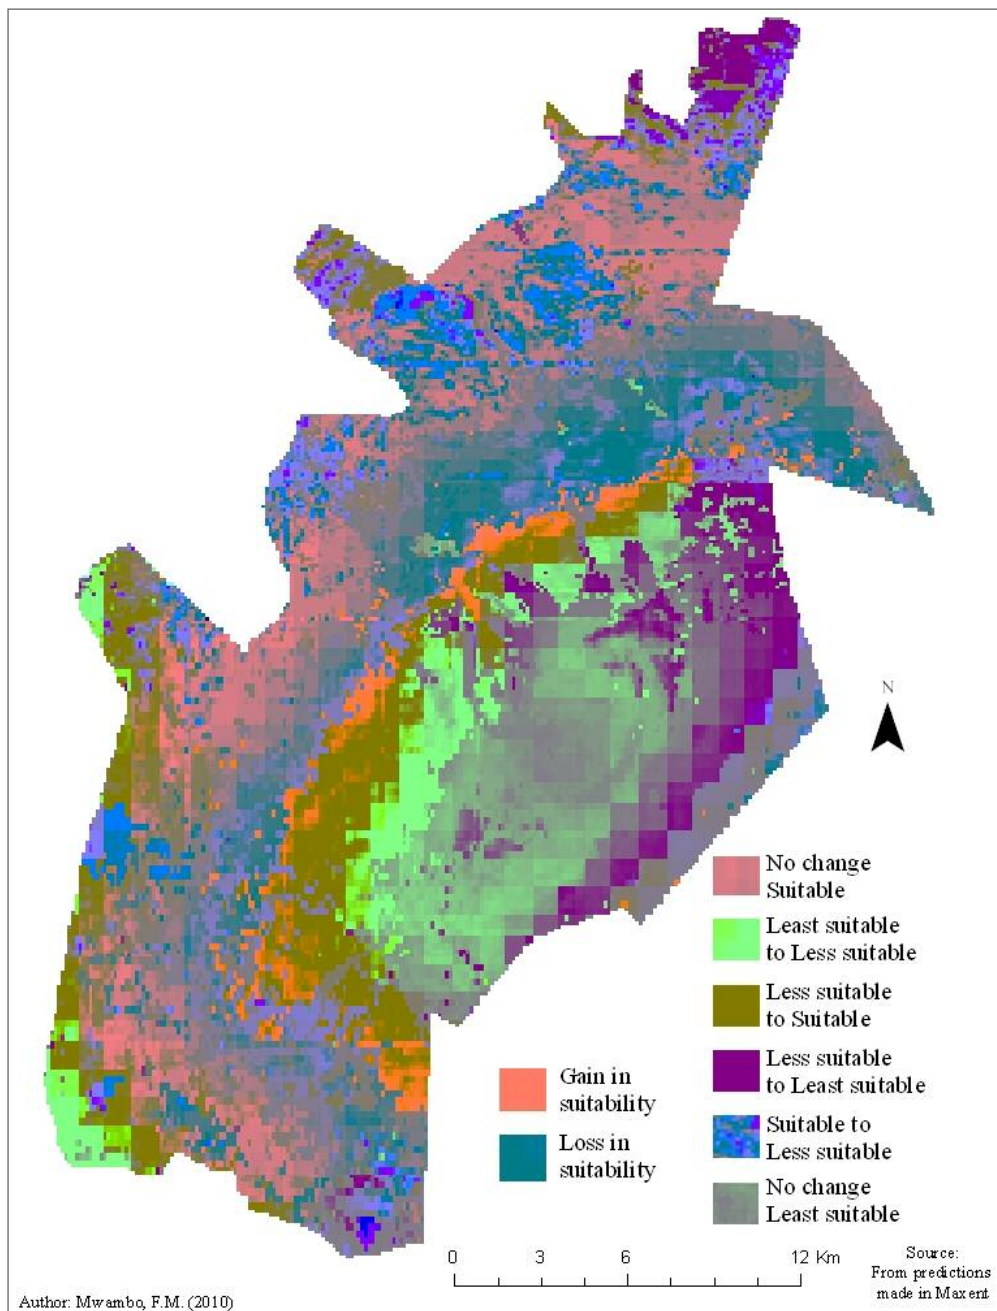 N
No change
Suitable
Least suitable
to Less suitable
Less suitable
to Suitable
Less suitable
to Least suitable
Suitable to
Less suitable
No change
Least suitable
Gain in
suitability
Loss in
suitability
0 3 6 12 Km
Source:
From predictions
made in Maxent
Author: Mwambo, F.M. (2010)